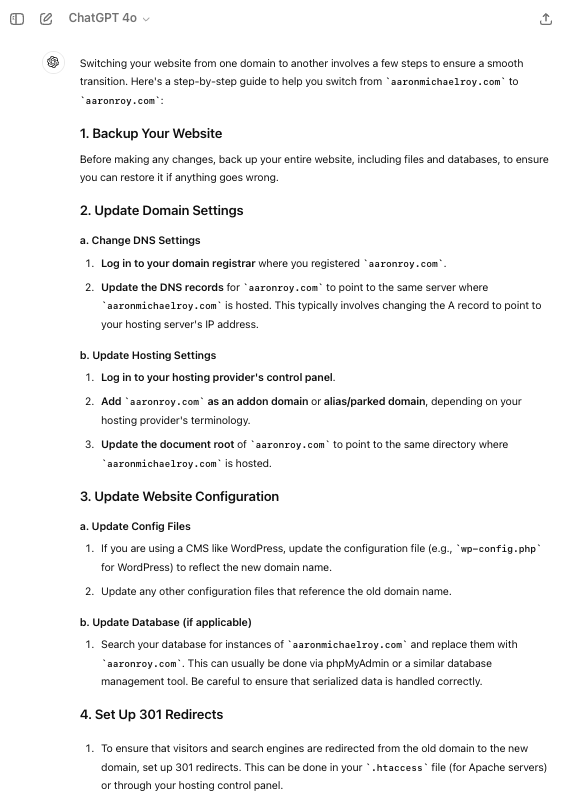 ChatGPT 4o
Switching your website from one domain to another involves a few steps to ensure a smooth
transition. Here's a step-by-step guide to help you switch from `aaronmichaelroy.com` to
`aaronroy.com`:
1. Backup Your Website
Before making any changes, back up your entire website, including files and databases, to ensure
you can restore it if anything goes wrong.
2. Update Domain Settings
a. Change DNS Settings
1. Log in to your domain registrar where you registered `aaronroy.com`.
2. Update the DNS records for `aaronroy.com` to point to the same server where
`aaronmichaelroy.com` is hosted. This typically involves changing the A record to point to
your hosting server's IP address.
b. Update Hosting Settings
1. Log in to your hosting provider's control panel.
2. Add `aaronroy.com` as an addon domain or alias/parked domain, depending on your
hosting provider's terminology.
3. Update the document root of `aaronroy.com` to point to the same directory where
`aaronmichaelroy.com` is hosted.
3. Update Website Configuration
a. Update Config Files
1. If you are using a CMS like WordPress, update the configuration file (e.g., `wp-config.php`
for WordPress) to reflect the new domain name.
2. Update any other configuration files that reference the old domain name.
b. Update Database (if applicable)
1. Search your database for instances of `aaronmichaelroy.com` and replace them with
`aaronroy.com`. This can usually be done via phpMyAdmin or a similar database
management tool. Be careful to ensure that serialized data is handled correctly.
4. Set Up 301 Redirects
1. To ensure that visitors and search engines are redirected from the old domain to the new
domain, set up 301 redirects. This can be done in your `.htaccess` file (for Apache servers)
or through your hosting control panel.